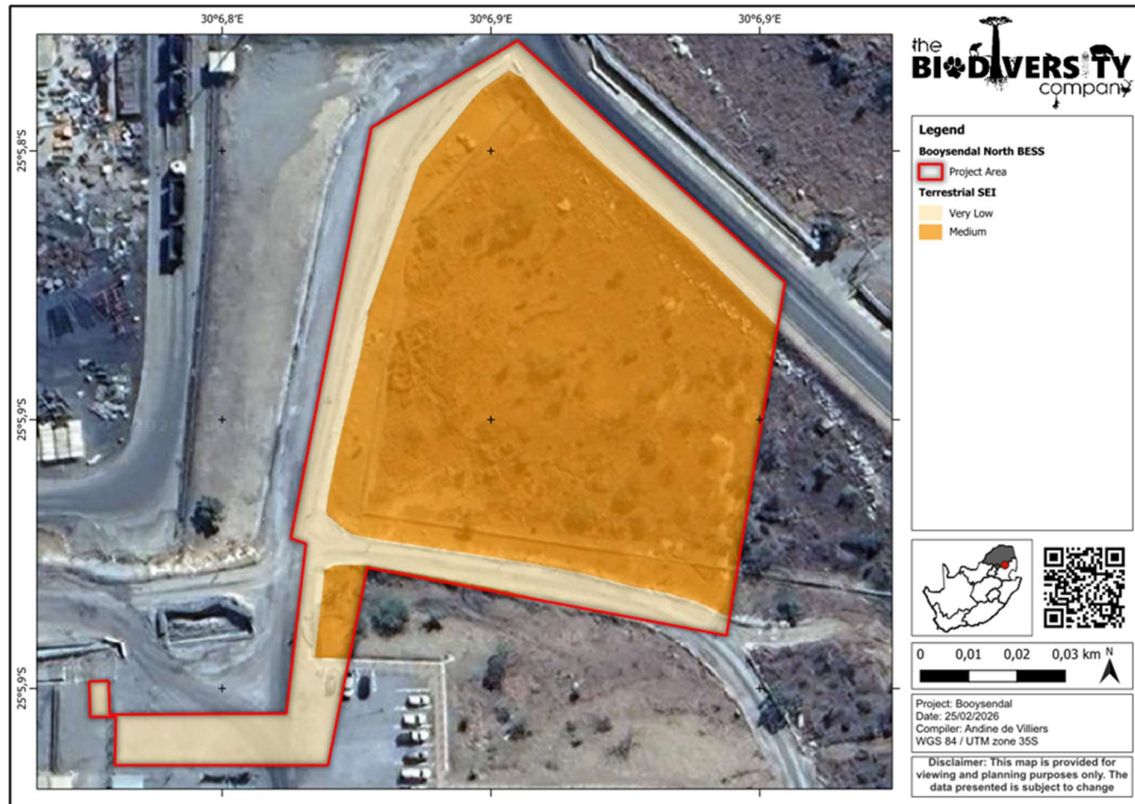 30°6,8'E
30°6,9'E
30°6,9'E
25°5,8'S
25°5,9'S
25°5,9'S
the
BIODIVERSITY
company
Legend
Booysendal North BESS
Project Area
Terrestrial SEI
Very Low
Medium
0 0,01 0,02 0,03 km
N
Project: Booysendal
Date: 25/02/2026
Compiler: Andine de Villiers
WGS 84 / UTM zone 35S
Disclaimer: This map is provided for
viewing and planning purposes only. The
data presented is subject to change